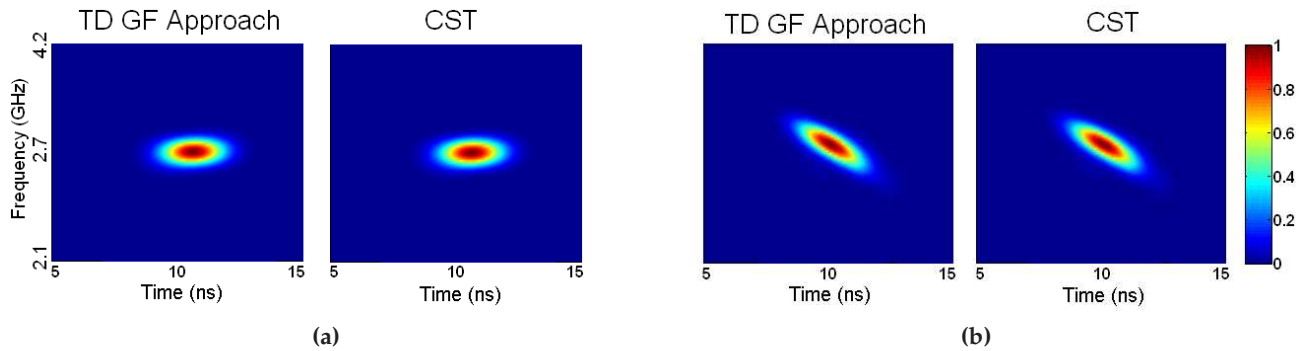 TD GF Approach
CST
TD GF Approach
CST
4.2
2.7
2.1
Frequency (GHz)
5
10
15
5
10
15
5
10
15
5
10
15
Time (ns)
Time (ns)
Time (ns)
Time (ns)
1
0.8
0.6
0.4
0.2
0
(a)
(b)